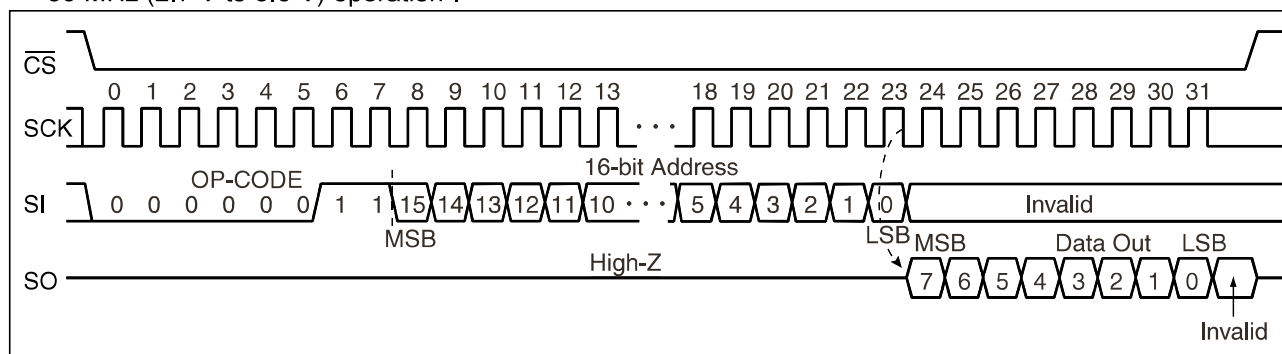 CS
0 1 2 3 4 5 6 7 8 9 10 11 12 13 18 19 20 21 22 23 24 25 26 27 28 29 30 31
SCK
16-bit Address
OP-CODE
SI 0 0 0 0 0 0 1 1 15 14 13 12 11 10 5 4 3 2 1 0 Invalid
MSB LSB MSB Data Out LSB
High-Z
SO 7 6 5 4 3 2 1 0
Invalid